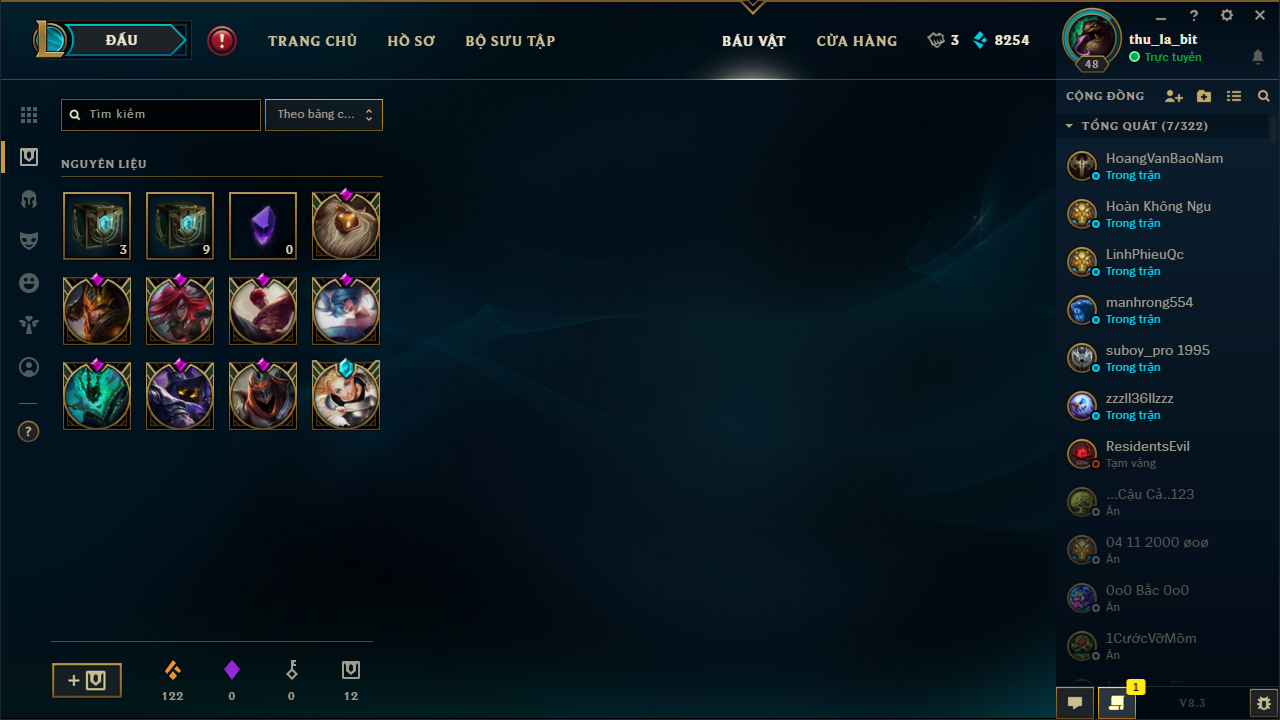 ĐẤU
TRANG CHỦ
HỒ SƠ
BỘ SƯU TẬP
BÁU VẬT
CỬA HÀNG
3
8254
48
thu_la_bit
Trực tuyến
Tìm kiếm
Theo bảng c...
NGUYÊN LIỆU
3
9
0
122
0
0
12
CỘNG ĐỒNG
TỔNG QUÁT (7/322)
HoangVanBaoNam
Trong trận
Hoàn Không Ngu
Trong trận
LinhPhieuQc
Trong trận
manhrong554
Trong trận
suboy_pro 1995
Trong trận
zzzll36llzzz
Trong trận
ResidentsEvil
Tạm vắng
...Cậu Cả..123
Ẩn
04 11 2000 øoø
Ẩn
0o0 Bắc 0o0
Ẩn
1CướcVỡMõm
Ẩn
1
V8.3